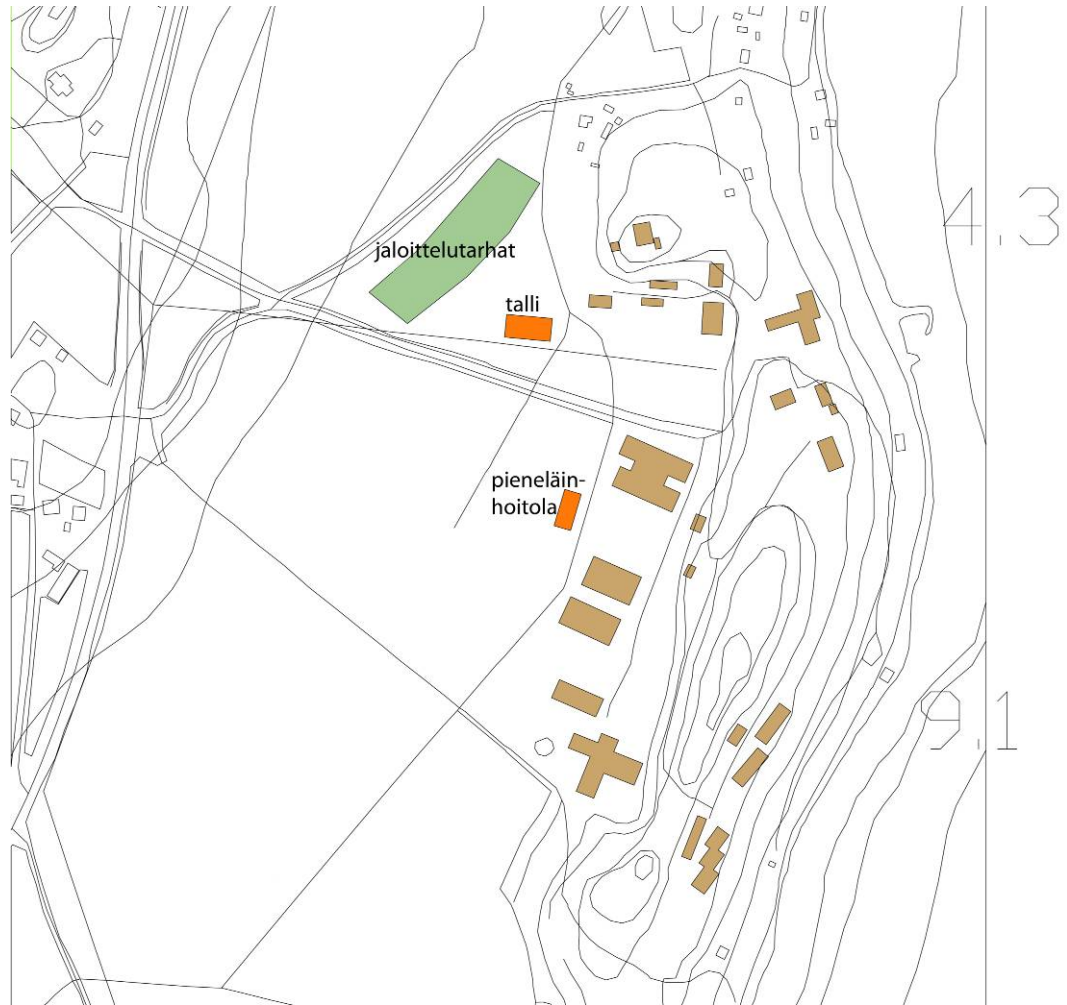 4.3
jaloittelutarhat
talli
pieneläin-
hoitola
9.1